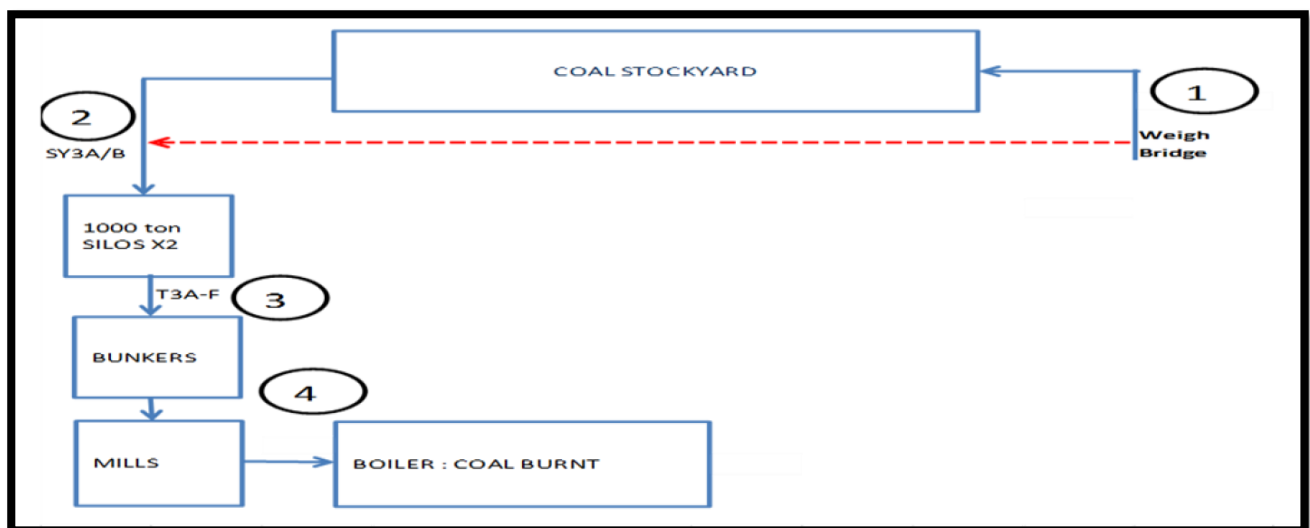 COAL STOCKYARD
1
Weigh
Bridge
2
SY3A/B
1000 ton
SILOS X2
T3A-F
3
BUNKERS
4
MILLS
BOILER : COAL BURNT